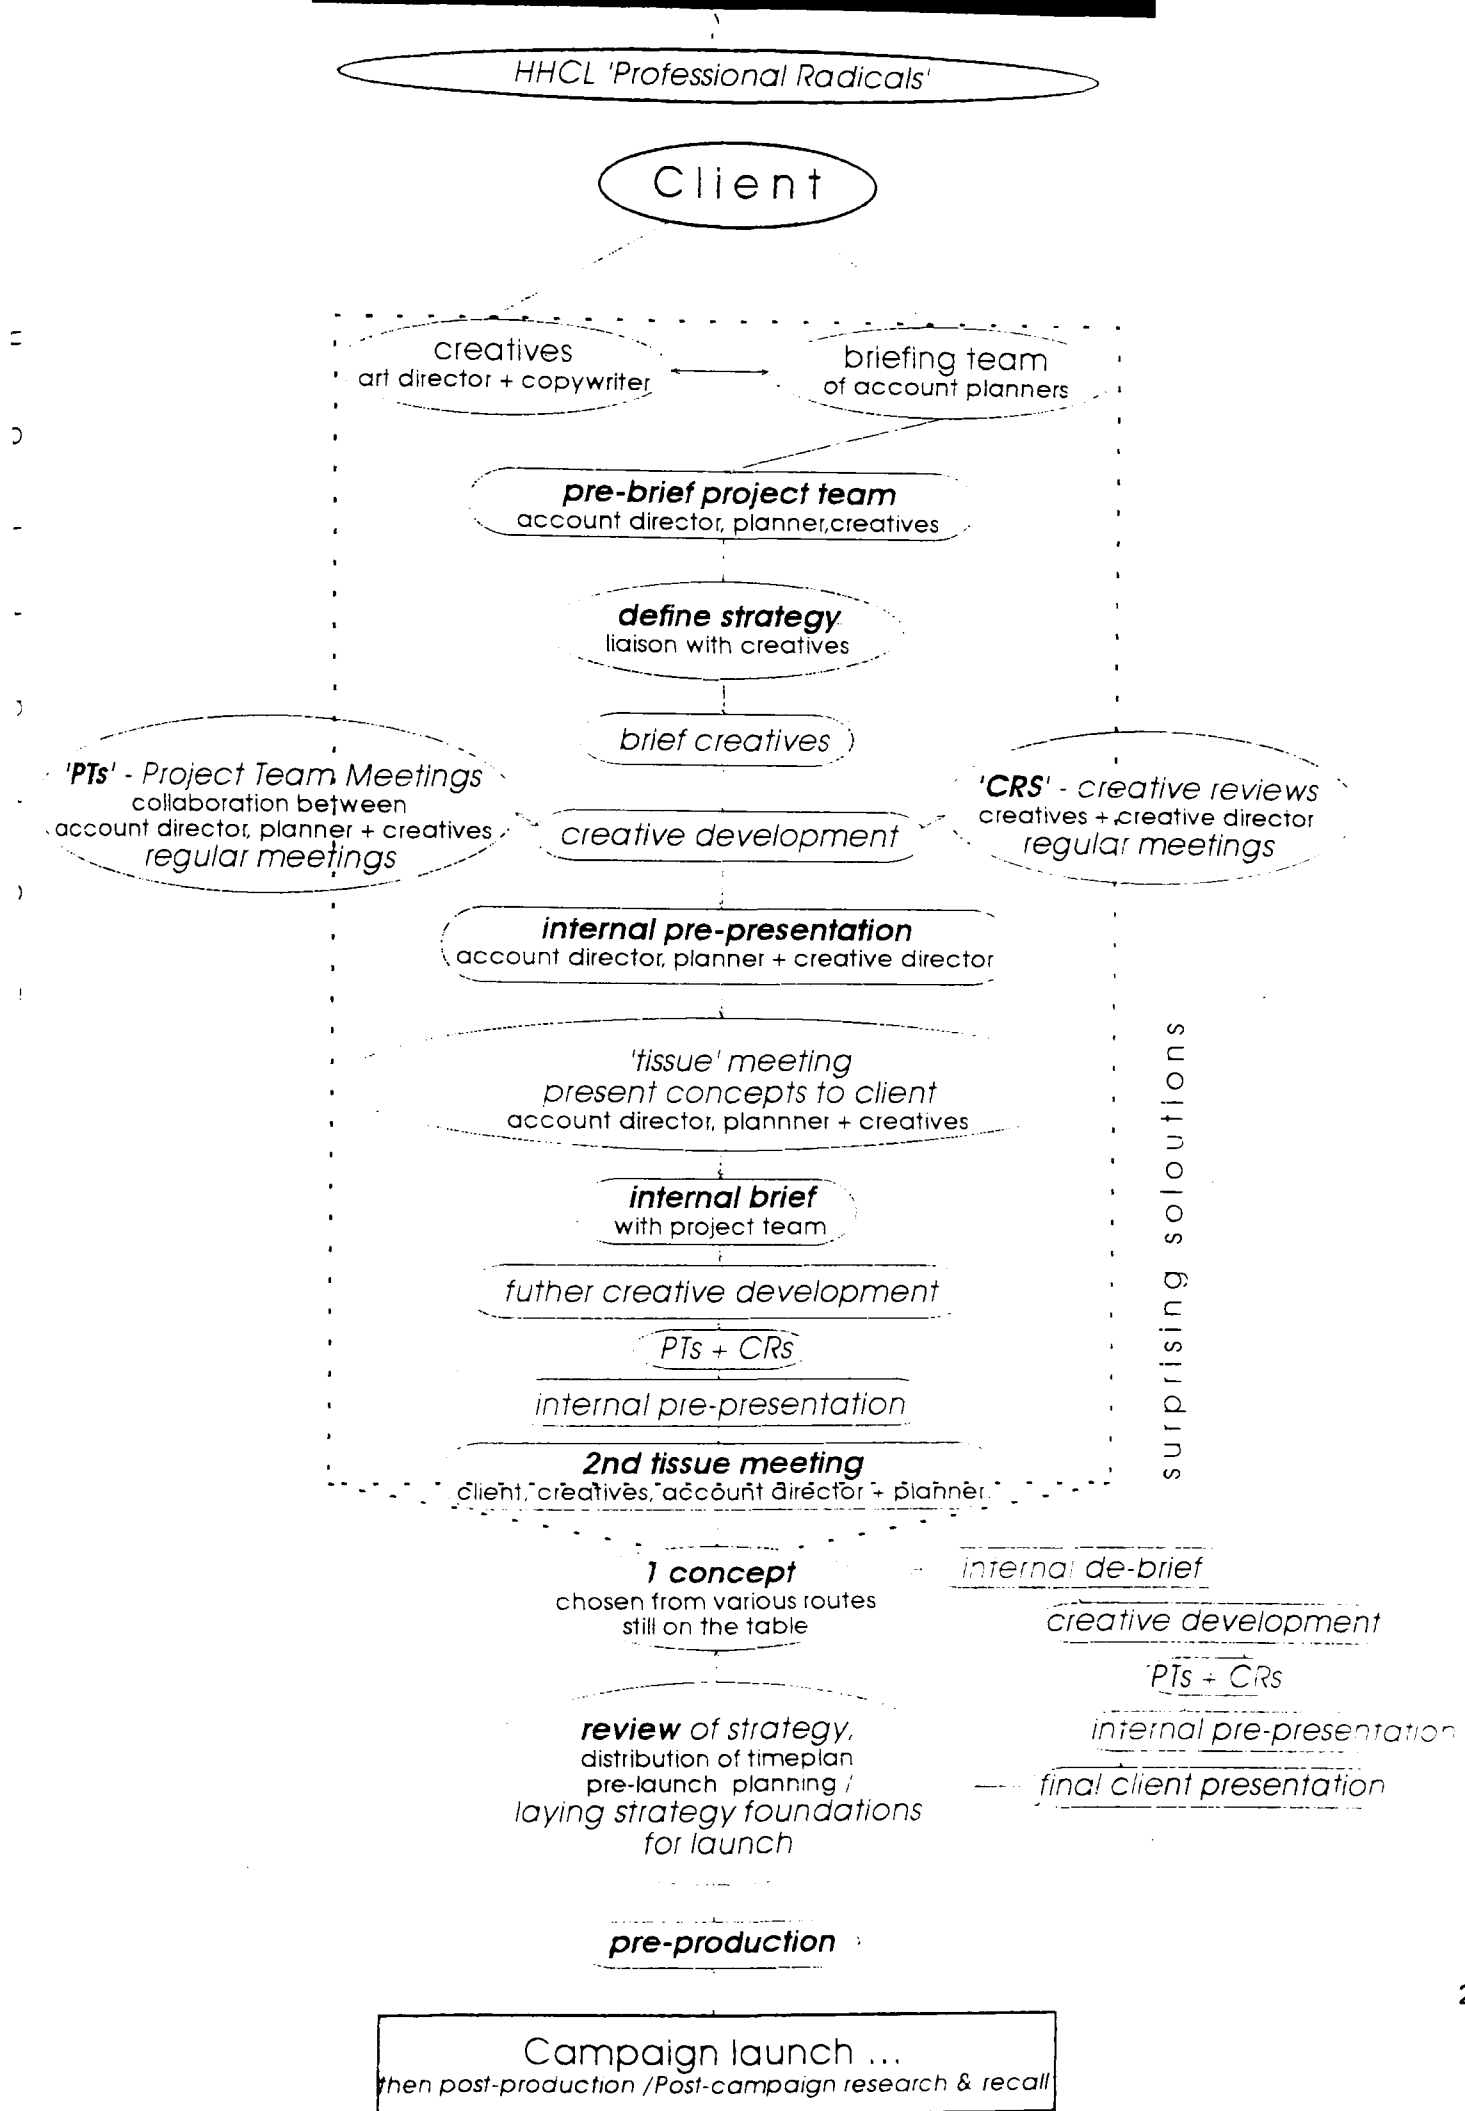 HHCL 'Professional Radicals'
Client
creatives
art director + copywriter
briefing team
of account planners
pre-brief project team
account director, planner,creatives
define strategy
liaison with creatives
brief creatives
'PTs' - Project Team Meetings
collaboration between
account director, planner + creatives
regular meetings
creative development
'CRS' - creative reviews
creatives + creative director
regular meetings
internal pre-presentation
account director, planner + creative director
'tissue' meeting
present concepts to client
account director, plannner + creatives
internal brief
with project team
futher creative development
PTs + CRs
internal pre-presentation
2nd tissue meeting
client, creatives, account director + planner
surprising soloutions
1 concept
chosen from various routes
still on the table
internal de-brief
creative development
PTs + CRs
internal pre-presentation
final client presentation
review of strategy,
distribution of timeplan
pre-launch planning /
laying strategy foundations
for launch
pre-production
Campaign launch ...
then post-production /Post-campaign research & recall